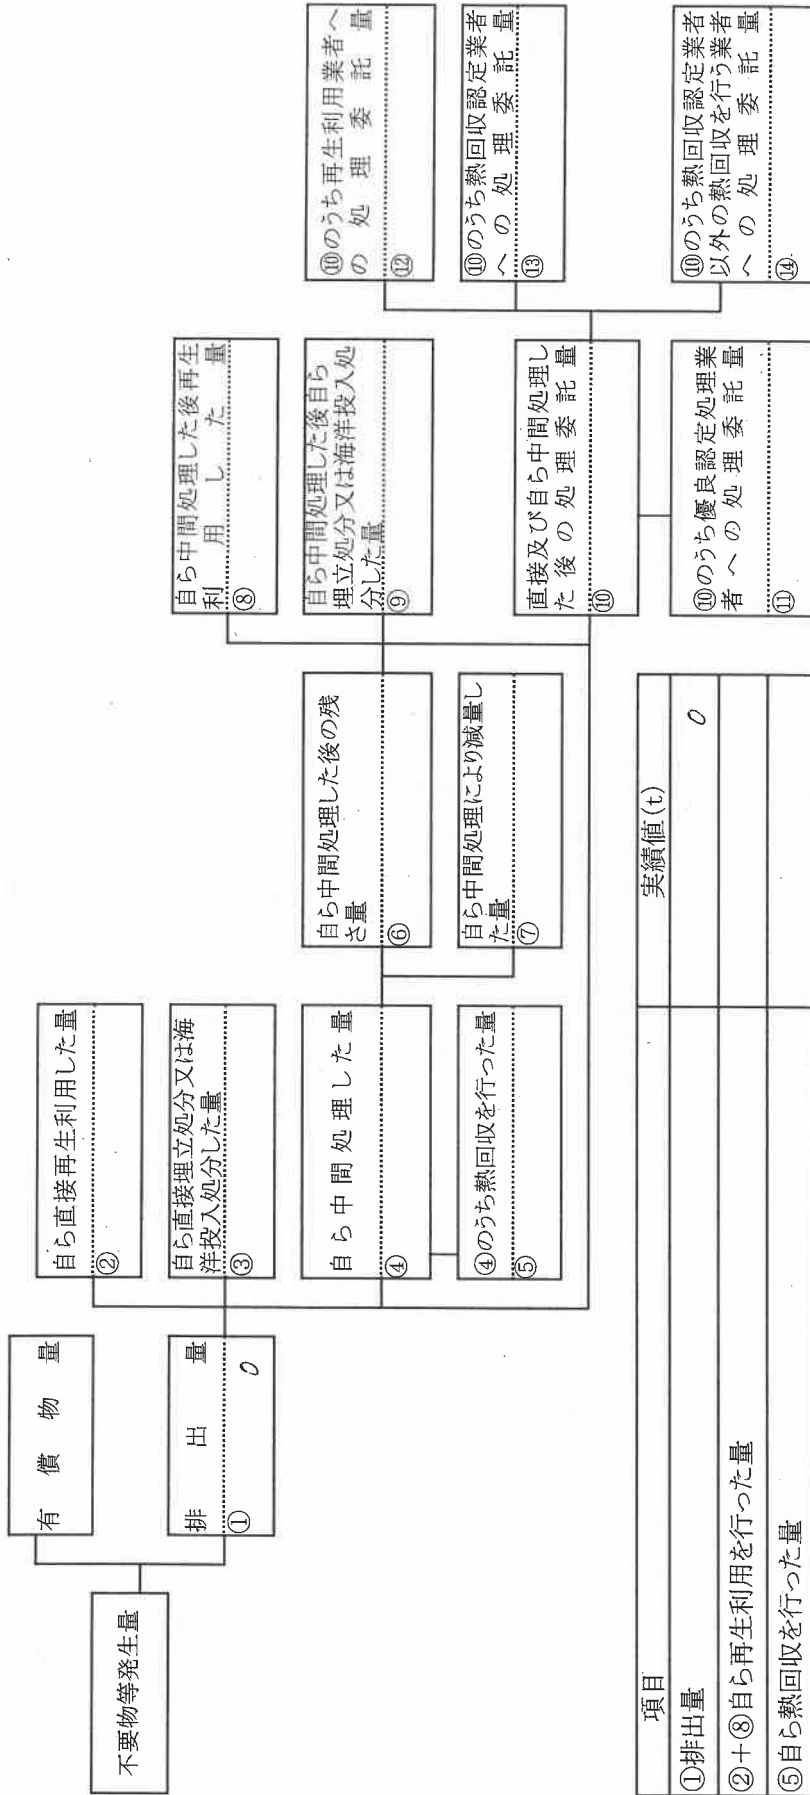 不要物等発生量
有償物量
排出量
①
0
自ら直接再生利用した量
②
自ら直接埋立処分又は海
洋投入処分した量
③
自ら中間処理した量
④
④のうち熱回収を行った量
⑤
自ら中間処理した後の残
さ量
⑥
自ら中間処理により減量し
た量
⑦
自ら中間処理した後再生
利用した量
⑧
自ら中間処理した後自ら
埋立処分又は海洋投入処
分した量
⑨
直接及び自ら中間処理し
た後の処理委託量
⑩
⑩のうち優良認定処理業
者への処理委託量
⑪
⑩のうち再生利用業者へ
の処理委託量
⑫
⑩のうち熱回収認定業者
への処理委託量
⑬
⑩のうち熱回収認定業者
以外の熱回収を行う業者
への処理委託量
⑭
項目 実績値(t)
①排出量 0
②+⑧自ら再生利用を行った量
⑤自ら熱回収を行った量